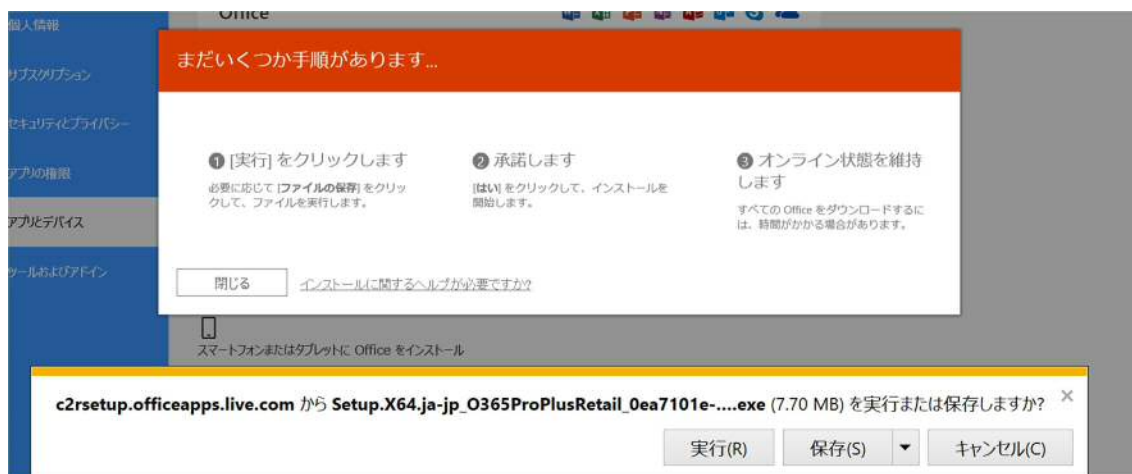 個人情報
Office
サブスクリプション
まだいくつか手順があります...
セキュリティとプライバシー
アプリの権限
アプリとデバイス
ツールおよびアドイン
❶ [実行] をクリックします
必要に応じて [ファイルの保存] をクリッ
クして、ファイルを実行します。
❷ 承諾します
[はい] をクリックして、インストールを
開始します。
❸ オンライン状態を維持
します
すべての Office をダウンロードするに
は、時間がかかる場合があります。
閉じる
インストールに関するヘルプが必要ですか?
スマートフォンまたはタブレットに Office をインストール
c2rsetup.officeapps.live.com から Setup.X64.ja-jp_O365ProPlusRetail_0ea7101e-....exe (7.70 MB) を実行または保存しますか?
実行(R)
保存(S)
キャンセル(C)